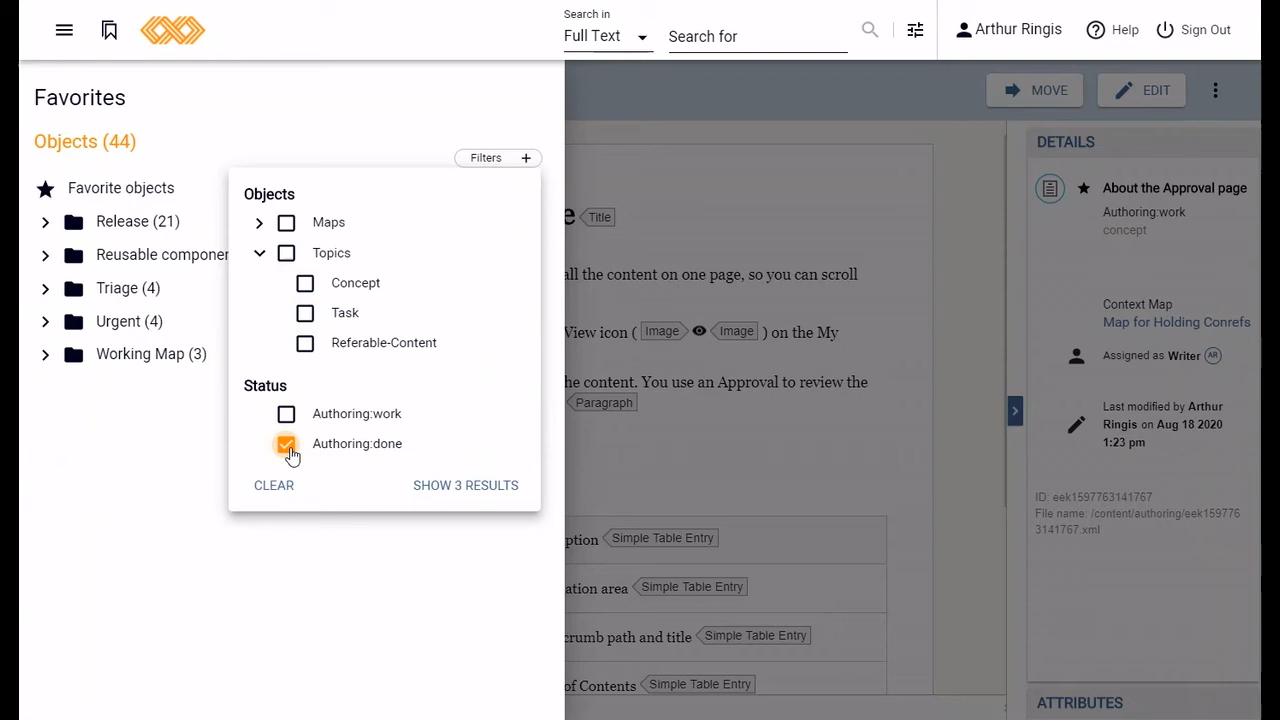 Search in
Full Text
Search for
Arthur Ringis
Help
Sign Out
Favorites
Objects (44)
Filters +
MOVE
EDIT
Favorite objects
Release (21)
Reusable componen
Triage (4)
Urgent (4)
Working Map (3)
Objects
Maps
Topics
Concept
Task
Referable-Content
Status
Authoring:work
Authoring:done
CLEAR
SHOW 3 RESULTS
e Title
all the content on one page, so you can scroll
View icon ( Image Image ) on the My
he content. You use an Approval to review the
Paragraph
ption Simple Table Entry
ation area Simple Table Entry
crumb path and title Simple Table Entry
of Contents Simple Table Entry
DETAILS
About the Approval page
Authoring:work
concept
Context Map
Map for Holding Conrefs
Assigned as Writer AR
Last modified by Arthur
Ringis on Aug 18 2020
1:23 pm
ID: eek1597763141767
File name: /content/authoring/eek159776
3141767.xml
ATTRIBUTES